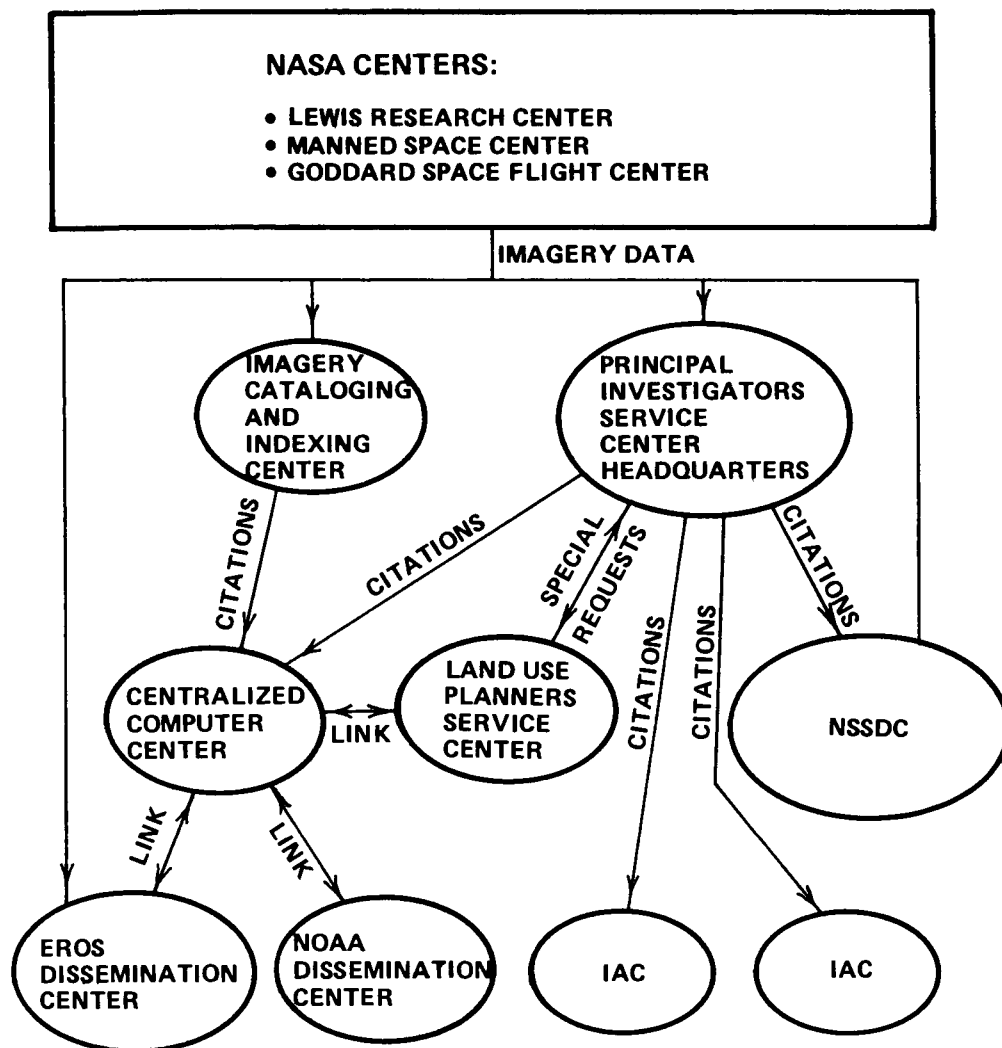 NASA CENTERS:
• LEWIS RESEARCH CENTER
• MANNED SPACE CENTER
• GODDARD SPACE FLIGHT CENTER
IMAGERY DATA
IMAGERY
CATALOGING
AND
INDEXING
CENTER
PRINCIPAL
INVESTIGATORS
SERVICE
CENTER
HEADQUARTERS
CITATIONS
CITATIONS
SPECIAL
REQUESTS
CITATIONS
CITATIONS
CITATIONS
CENTRALIZED
COMPUTER
CENTER
LINK
LAND USE
PLANNERS
SERVICE
CENTER
NSSDC
LINK
LINK
EROS
DISSEMINATION
CENTER
NOAA
DISSEMINATION
CENTER
IAC
IAC